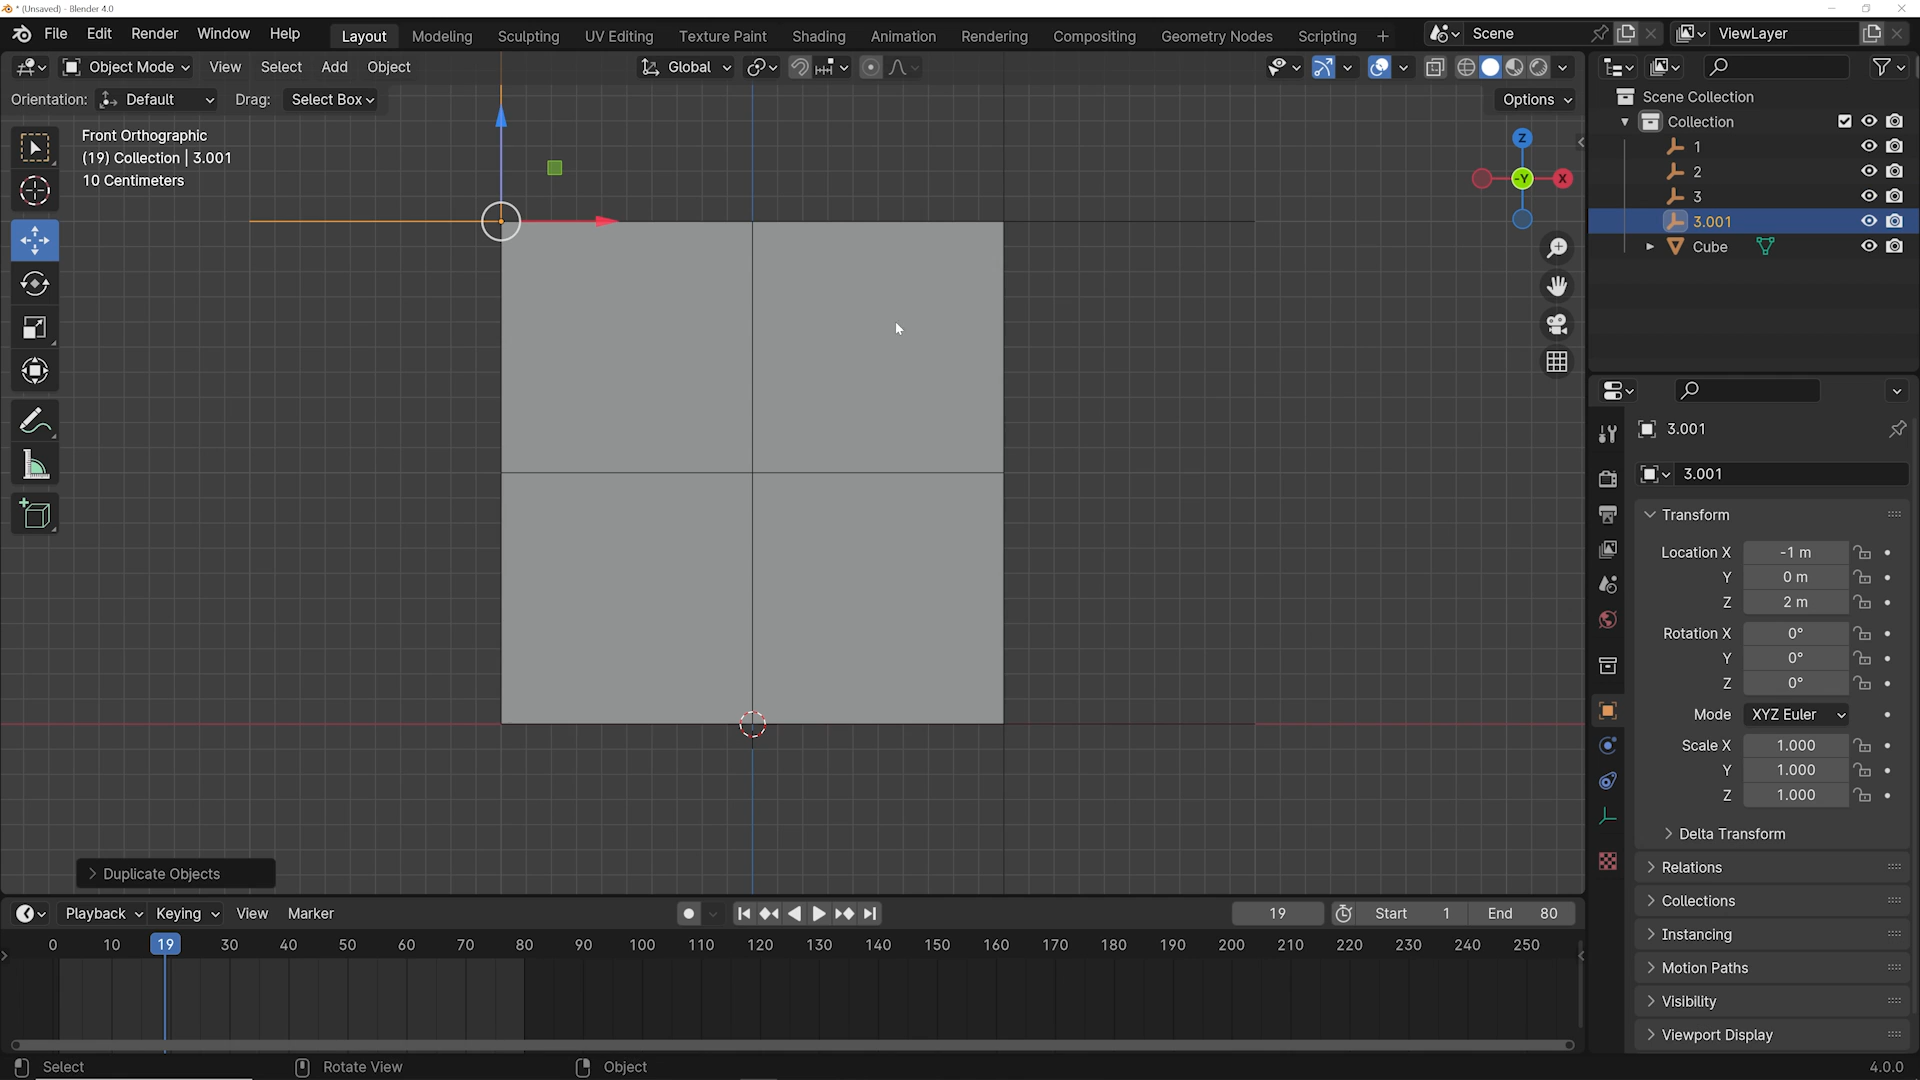 * (Unsaved) - Blender 4.0
File Edit Render Window Help Layout Modeling Sculpting UV Editing Texture Paint Shading Animation Rendering Compositing Geometry Nodes Scripting + Scene ViewLayer
Object Mode View Select Add Object Global
Orientation: Default Drag: Select Box Options
Front Orthographic
(19) Collection | 3.001
10 Centimeters
Z
-Y
X
Scene Collection
Collection
1
2
3
3.001
Cube
3.001
3.001
Transform
Location X -1 m
Y 0 m
Z 2 m
Rotation X 0°
Y 0°
Z 0°
Mode XYZ Euler
Scale X 1.000
Y 1.000
Z 1.000
Delta Transform
Relations
Collections
Instancing
Motion Paths
Visibility
Viewport Display
Duplicate Objects
Playback Keying View Marker 19 Start 1 End 80
0 10 19 30 40 50 60 70 80 90 100 110 120 130 140 150 160 170 180 190 200 210 220 230 240 250
Select Rotate View Object 4.0.0